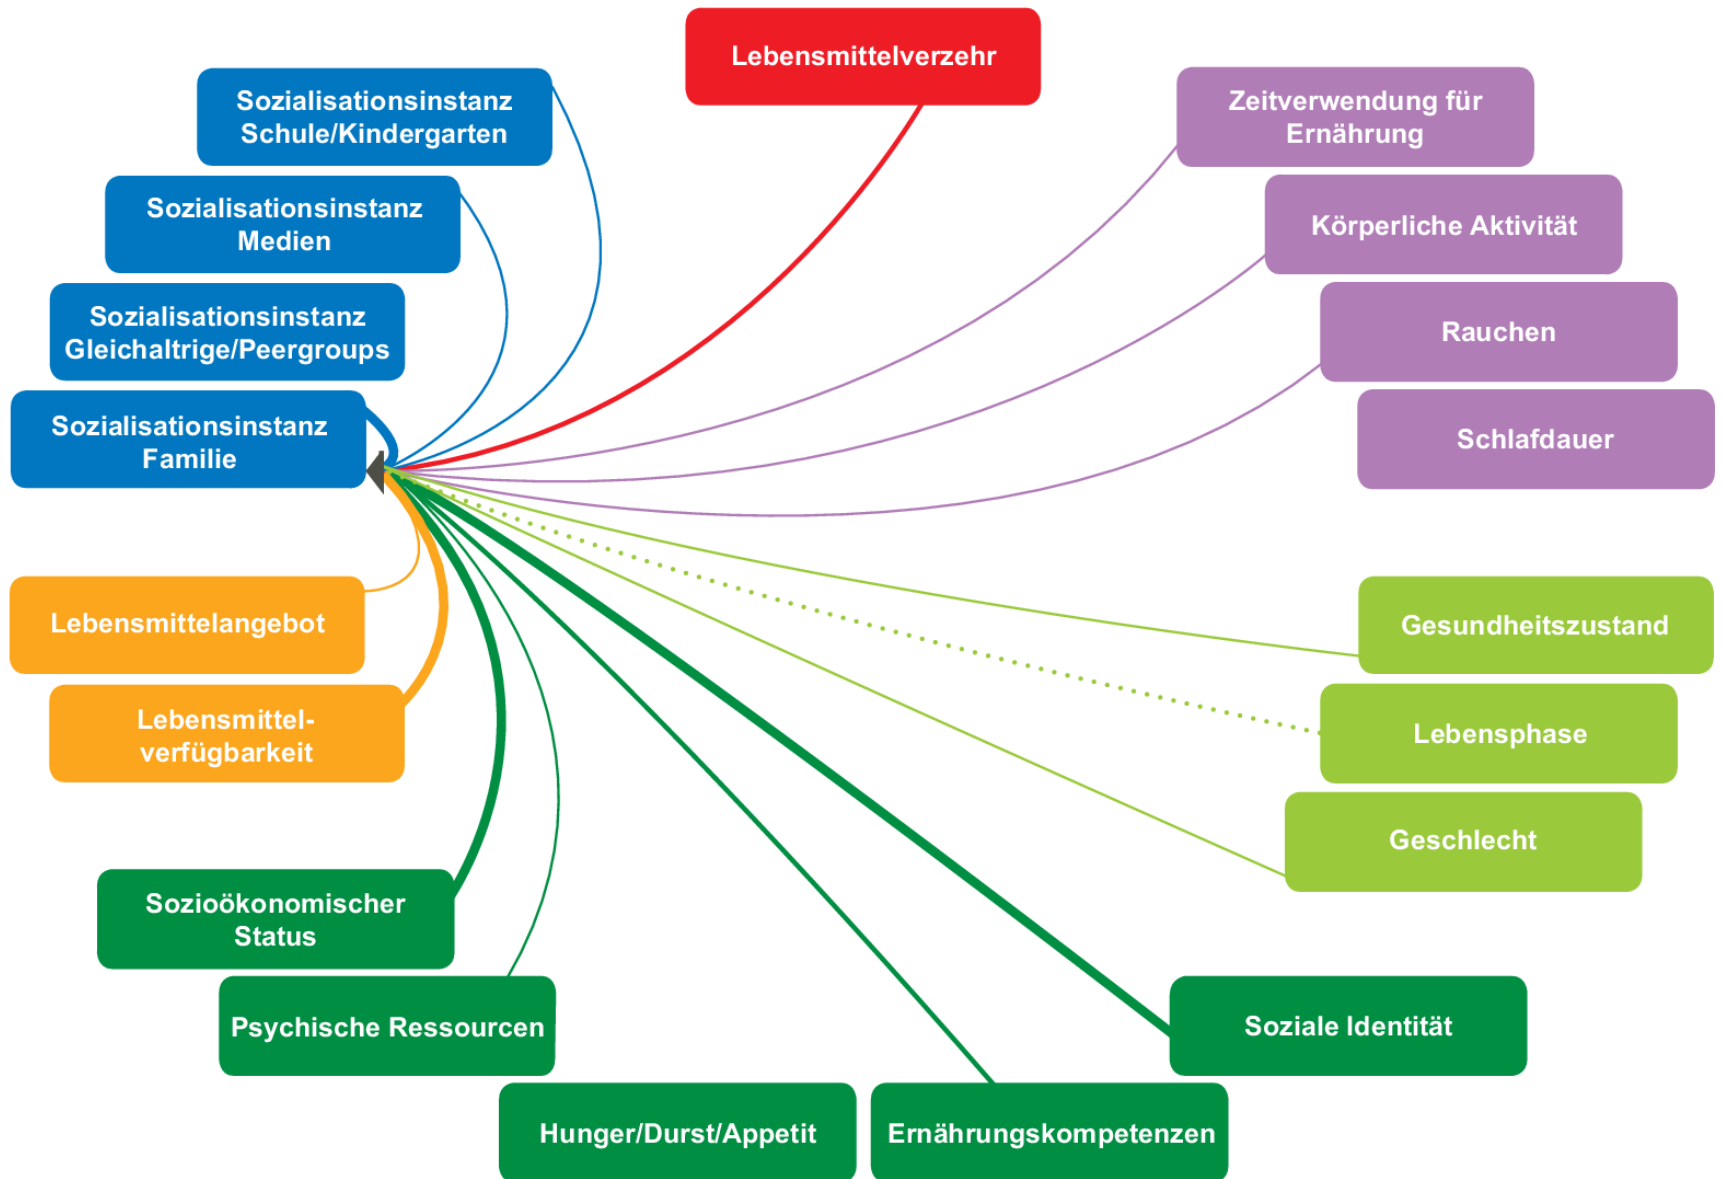 Lebensmittelverzehr
Sozialisationsinstanz
Schule/Kindergarten
Zeitverwendung für
Ernährung
Sozialisationsinstanz
Medien
Körperliche Aktivität
Sozialisationsinstanz
Gleichaltrige/Peergroups
Rauchen
Sozialisationsinstanz
Familie
Schlafdauer
Lebensmittelangebot
Gesundheitszustand
Lebensmittel-
verfügbarkeit
Lebensphase
Geschlecht
Sozioökonomischer
Status
Psychische Ressourcen
Soziale Identität
Hunger/Durst/Appetit
Ernährungskompetenzen